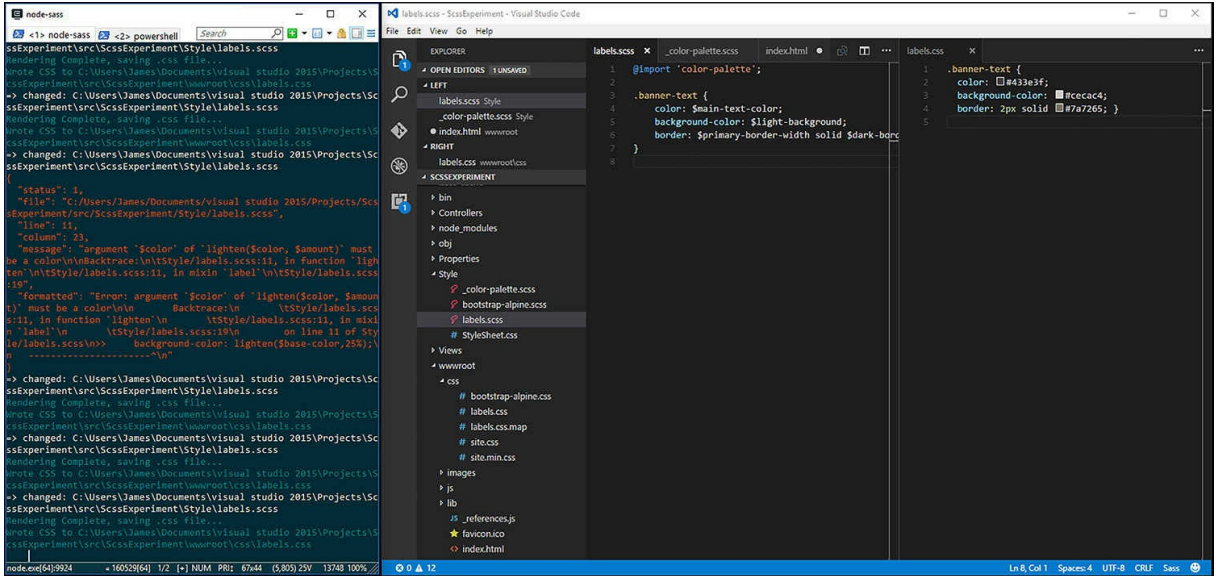 node-sass
<1> node-sass <2> powershell Search
ssExperiment\src\ScssExperiment\Style\labels.scss
Rendering Complete, saving .css file...
Wrote CSS to C:\Users\James\Documents\visual studio 2015\Projects\S
cssExperiment\src\ScssExperiment\wwwroot\css\labels.css
=> changed: C:\Users\James\Documents\visual studio 2015\Projects\Sc
ssExperiment\src\ScssExperiment\Style\labels.scss
Rendering Complete, saving .css file...
Wrote CSS to C:\Users\James\Documents\visual studio 2015\Projects\S
cssExperiment\src\ScssExperiment\wwwroot\css\labels.css
=> changed: C:\Users\James\Documents\visual studio 2015\Projects\Sc
ssExperiment\src\ScssExperiment\Style\labels.scss
{
"status": 1,
"file": "C:/Users/James/Documents/visual studio 2015/Projects/Scs
sExperiment/src/ScssExperiment/Style/labels.scss",
"line": 11,
"column": 23,
"message": "argument `$color` of `lighten($color, $amount)` must
be a color\n\nBacktrace:\n\tStyle/labels.scss:11, in function `ligh
ten`\n\tStyle/labels.scss:11, in mixin `label`\n\tStyle/labels.scss
:19",
"formatted": "Error: argument `$color` of `lighten($color, $amoun
t)` must be a color\n\n Backtrace:\n \tStyle/labels.scs
s:11, in function `lighten`\n \tStyle/labels.scss:11, in mixi
n `label`\n \tStyle/labels.scss:19\n on line 11 of Sty
le/labels.scss\n>> background-color: lighten($base-color,25%);\
n ----------------------^\n"
}
=> changed: C:\Users\James\Documents\visual studio 2015\Projects\Sc
ssExperiment\src\ScssExperiment\Style\labels.scss
Rendering Complete, saving .css file...
Wrote CSS to C:\Users\James\Documents\visual studio 2015\Projects\S
cssExperiment\src\ScssExperiment\wwwroot\css\labels.css
=> changed: C:\Users\James\Documents\visual studio 2015\Projects\Sc
ssExperiment\src\ScssExperiment\Style\labels.scss
Rendering Complete, saving .css file...
Wrote CSS to C:\Users\James\Documents\visual studio 2015\Projects\S
cssExperiment\src\ScssExperiment\wwwroot\css\labels.css
=> changed: C:\Users\James\Documents\visual studio 2015\Projects\Sc
ssExperiment\src\ScssExperiment\Style\labels.scss
Rendering Complete, saving .css file...
Wrote CSS to C:\Users\James\Documents\visual studio 2015\Projects\S
cssExperiment\src\ScssExperiment\wwwroot\css\labels.css
node.exe[64]:9924 « 160529[64] 1/2 [+] NUM PRI: 67x44 (5,805) 25V 13748 100%
labels.scss - ScssExperiment - Visual Studio Code
File Edit View Go Help
EXPLORER
OPEN EDITORS 1 UNSAVED
LEFT
labels.scss Style
_color-palette.scss Style
index.html wwwroot
RIGHT
labels.css wwwroot\css
SCSSEXPERIMENT
bin
Controllers
node_modules
obj
Properties
Style
_color-palette.scss
bootstrap-alpine.scss
labels.scss
# StyleSheet.css
Views
wwwroot
css
# bootstrap-alpine.css
# labels.css
# labels.css.map
# site.css
# site.min.css
images
js
lib
JS _references.js
favicon.ico
<> index.html
labels.scss _color-palette.scss index.html
1 @import 'color-palette';
2
3 .banner-text {
4 color: $main-text-color;
5 background-color: $light-background;
6 border: $primary-border-width solid $dark-bord
7 }
8
labels.css
1 .banner-text {
2 color: #433e3f;
3 background-color: #cecac4;
4 border: 2px solid #7a7265; }
5
0 12 Ln 8, Col 1 Spaces: 4 UTF-8 CRLF Sass